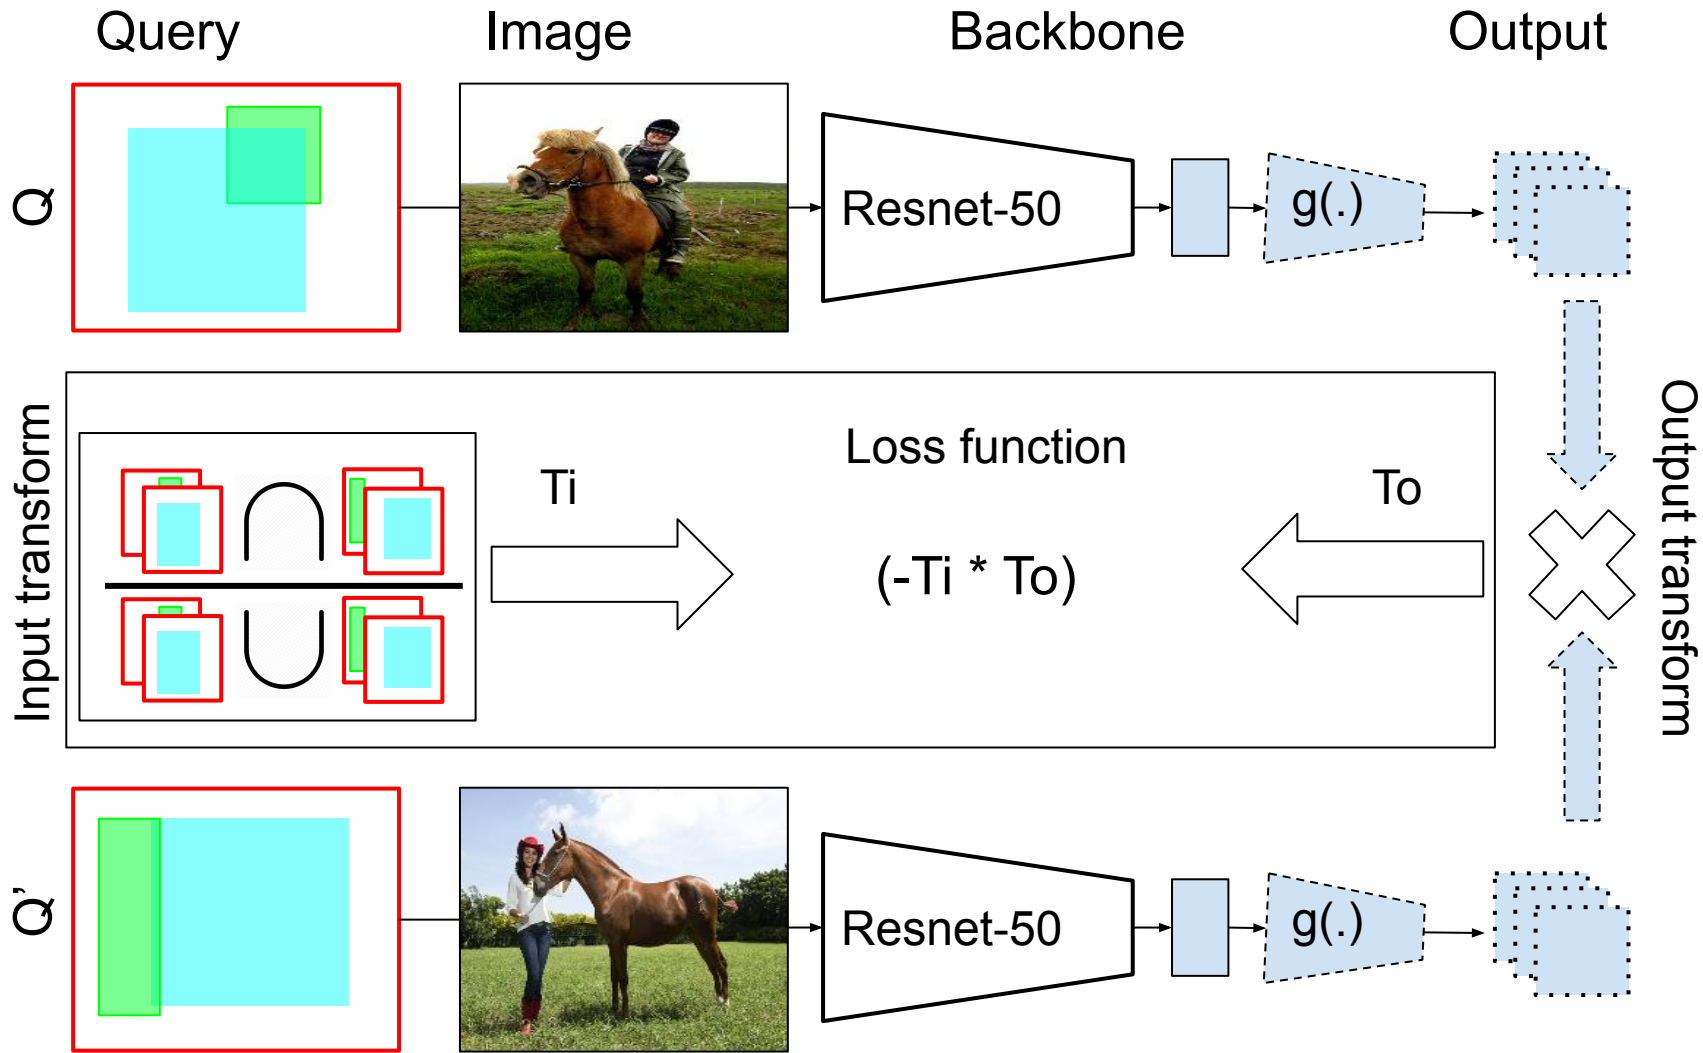 Query
Image
Backbone
Output
Q
Resnet-50
g(.)
Input transform
Ti
Loss function
(-Ti * To)
To
Output transform
Q’
Resnet-50
g(.)